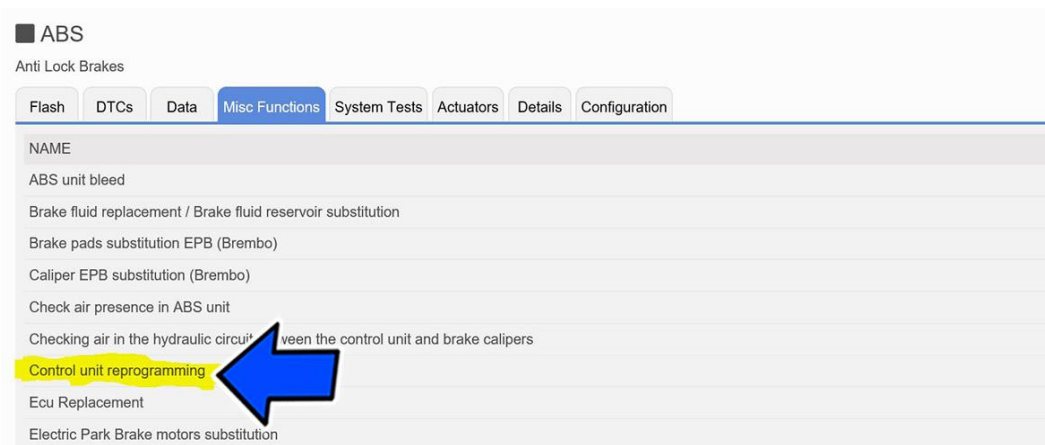 ABS
Anti Lock Brakes
Flash DTCs Data Misc Functions System Tests Actuators Details Configuration
NAME
ABS unit bleed
Brake fluid replacement / Brake fluid reservoir substitution
Brake pads substitution EPB (Brembo)
Caliper EPB substitution (Brembo)
Check air presence in ABS unit
Checking air in the hydraulic circuit the control unit and brake calipers
Control unit reprogramming
Ecu Replacement
Electric Park Brake motors substitution